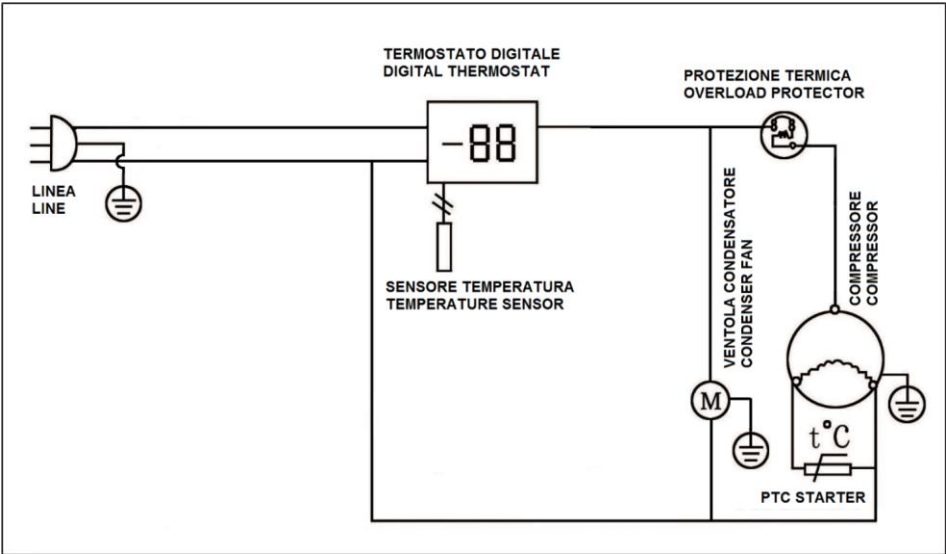 TERMOSTATO DIGITALE
DIGITAL THERMOSTAT
PROTEZIONE TERMICA
OVERLOAD PROTECTOR
-88
LINEA
LINE
SENSORE TEMPERATURA
TEMPERATURE SENSOR
VENTOLA CONDENSATORE
CONDENSER FAN
COMPRESSORE
COMPRESSOR
M
t°C
PTC STARTER